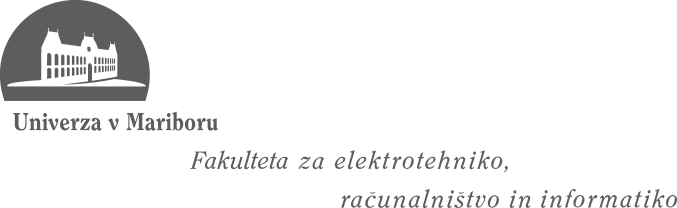 Univerza v Mariboru
Fakulteta za elektrotehniko,
računalništvo in informatiko